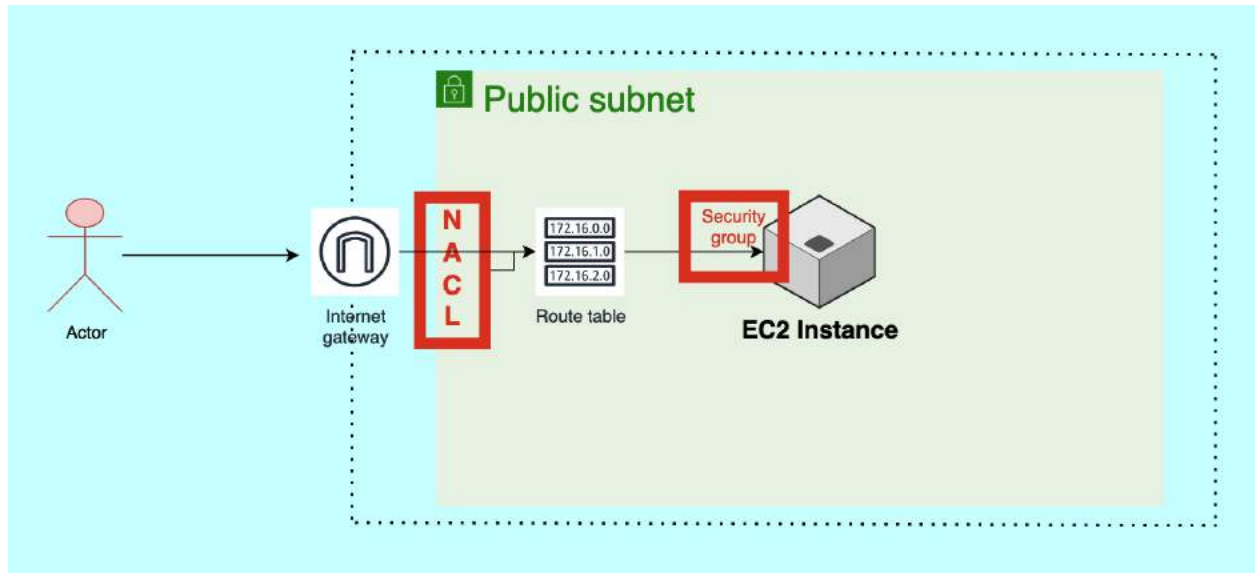 Public subnet
Actor
Internet
gateway
N
A
C
L
172.16.0.0
172.16.1.0
172.16.2.0
Route table
Security
group
EC2 Instance